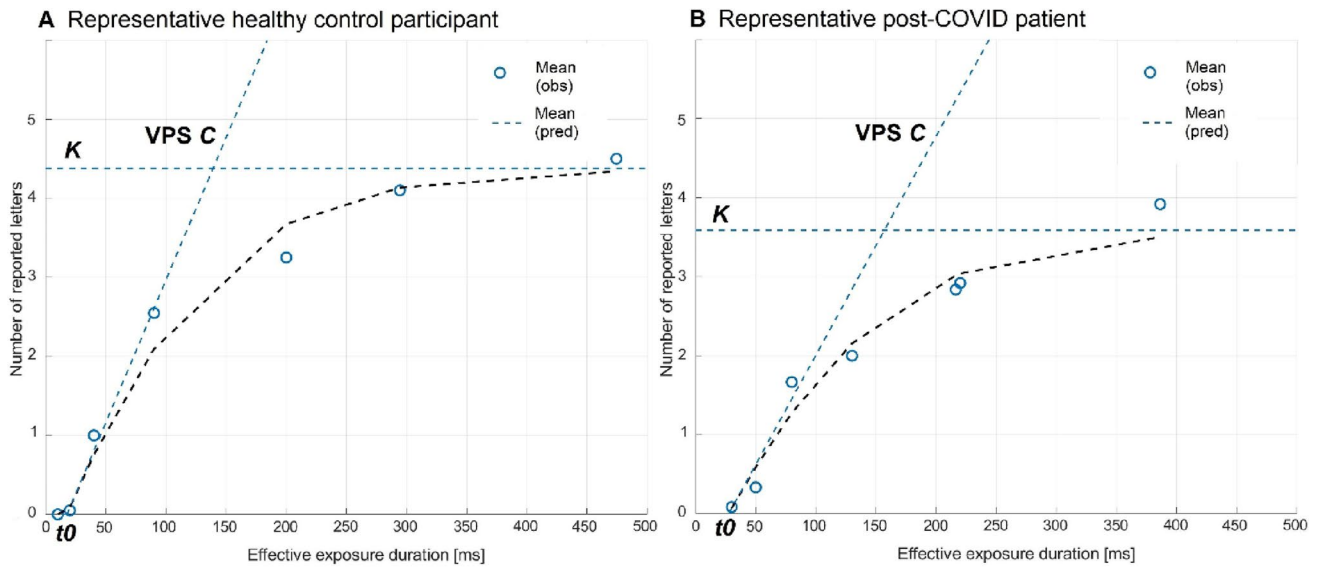 A Representative healthy control participant
Mean
(obs)
Mean
(pred)
VPS C
K
5
4
3
2
1
0
Number of reported letters
0 50 100 150 200 250 300 350 400 450 500
t0
Effective exposure duration [ms]
B Representative post-COVID patient
Mean
(obs)
Mean
(pred)
VPS C
K
5
4
3
2
1
0
Number of reported letters
0 50 100 150 200 250 300 350 400 450 500
t0
Effective exposure duration [ms]